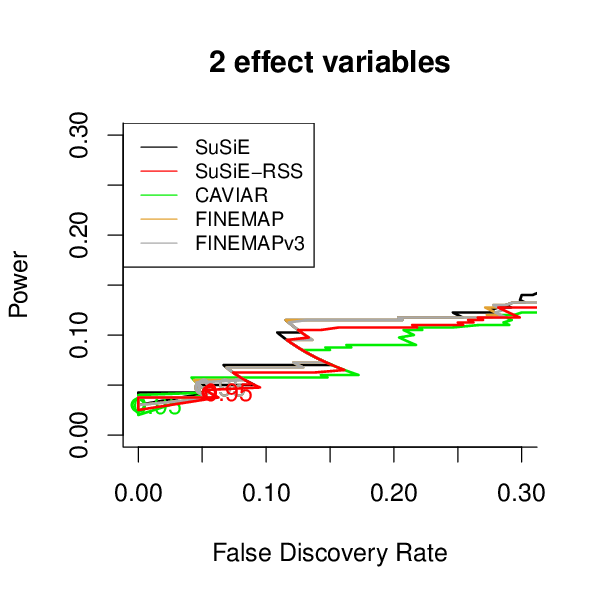 2 effect variables
SuSiE
SuSiE−RSS
CAVIAR
FINEMAP
FINEMAPv3
Power
0.00
0.10
0.20
0.30
0.95
0.95
0.00
0.10
0.20
0.30
False Discovery Rate